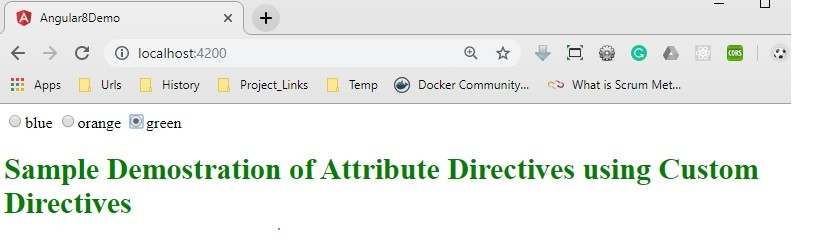 Angular8Demo
localhost:4200
Apps Urls History Project_Links Temp Docker Community... What is Scrum Met...
blue orange green
Sample Demostration of Attribute Directives using Custom
Directives